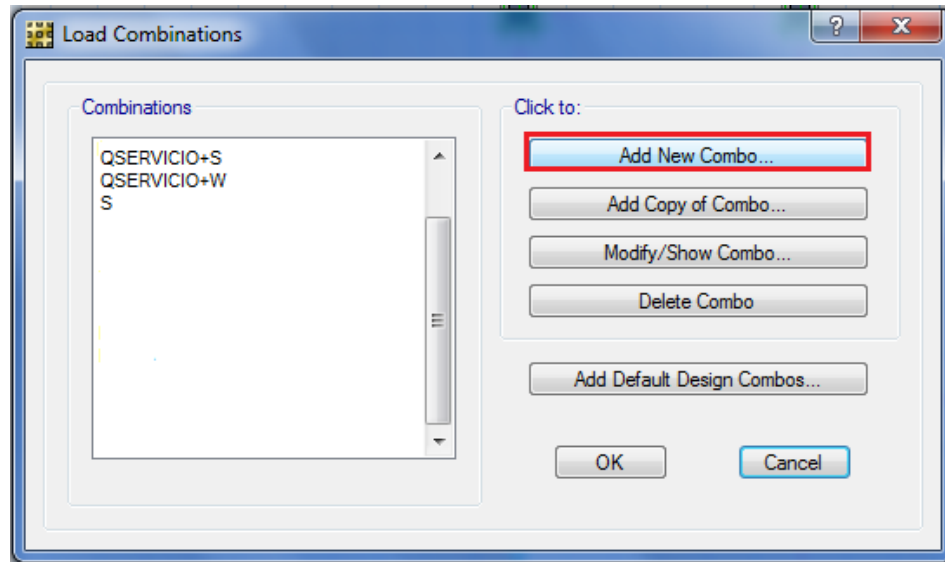 Load Combinations
?
X
Combinations
QSERVICIO+S
QSERVICIO+W
S
Click to:
Add New Combo...
Add Copy of Combo...
Modify/Show Combo...
Delete Combo
Add Default Design Combos...
OK
Cancel